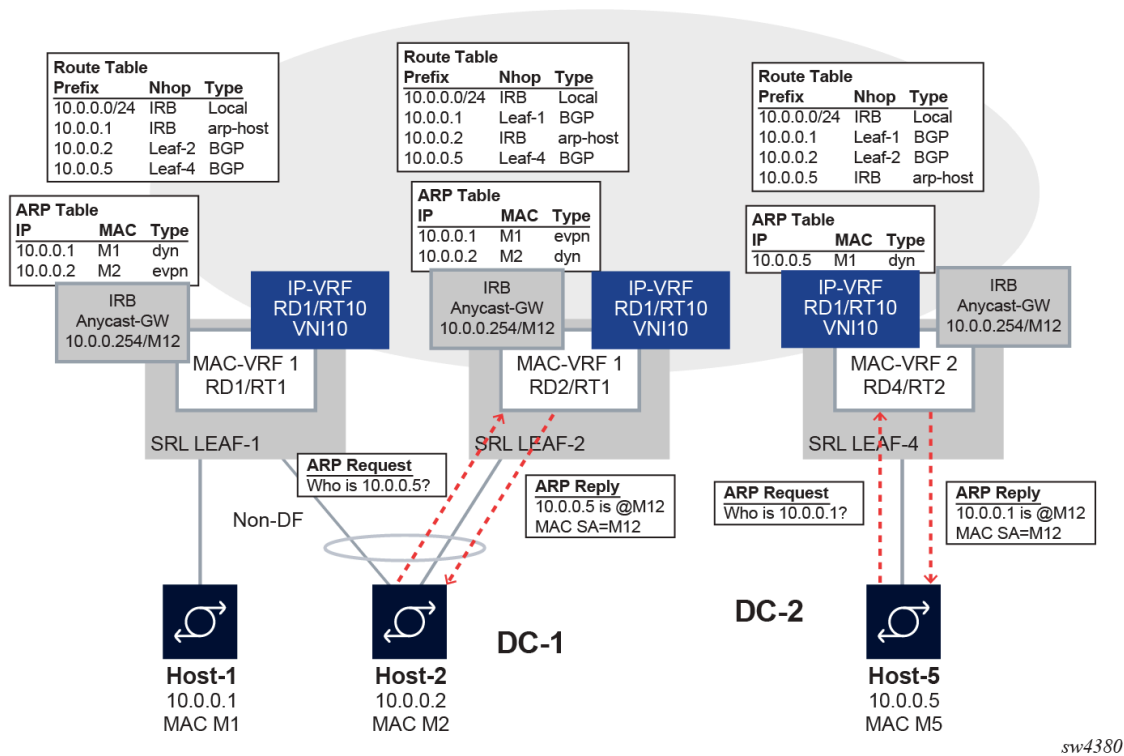 Route Table
Prefix Nhop Type
10.0.0.0/24 IRB Local
10.0.0.1 IRB arp-host
10.0.0.2 Leaf-2 BGP
10.0.0.5 Leaf-4 BGP
ARP Table
IP MAC Type
10.0.0.1 M1 dyn
10.0.0.2 M2 evpn
IRB
Anycast-GW
10.0.0.254/M12
IP-VRF
RD1/RT10
VNI10
MAC-VRF 1
RD1/RT1
SRL LEAF-1
Route Table
Prefix Nhop Type
10.0.0.0/24 IRB Local
10.0.0.1 Leaf-1 BGP
10.0.0.2 IRB arp-host
10.0.0.5 Leaf-4 BGP
ARP Table
IP MAC Type
10.0.0.1 M1 evpn
10.0.0.2 M2 dyn
IRB
Anycast-GW
10.0.0.254/M12
IP-VRF
RD1/RT10
VNI10
MAC-VRF 1
RD2/RT1
SRL LEAF-2
Route Table
Prefix Nhop Type
10.0.0.0/24 IRB Local
10.0.0.1 Leaf-1 BGP
10.0.0.2 Leaf-2 BGP
10.0.0.5 IRB arp-host
ARP Table
IP MAC Type
10.0.0.5 M1 dyn
IP-VRF
RD1/RT10
VNI10
IRB
Anycast-GW
10.0.0.254/M12
MAC-VRF 2
RD4/RT2
SRL LEAF-4
ARP Request
Who is 10.0.0.5?
ARP Reply
10.0.0.5 is @M12
MAC SA=M12
ARP Request
Who is 10.0.0.1?
ARP Reply
10.0.0.1 is @M12
MAC SA=M12
Non-DF
DC-1
DC-2
Host-1
10.0.0.1
MAC M1
Host-2
10.0.0.2
MAC M2
Host-5
10.0.0.5
MAC M5
sw4380